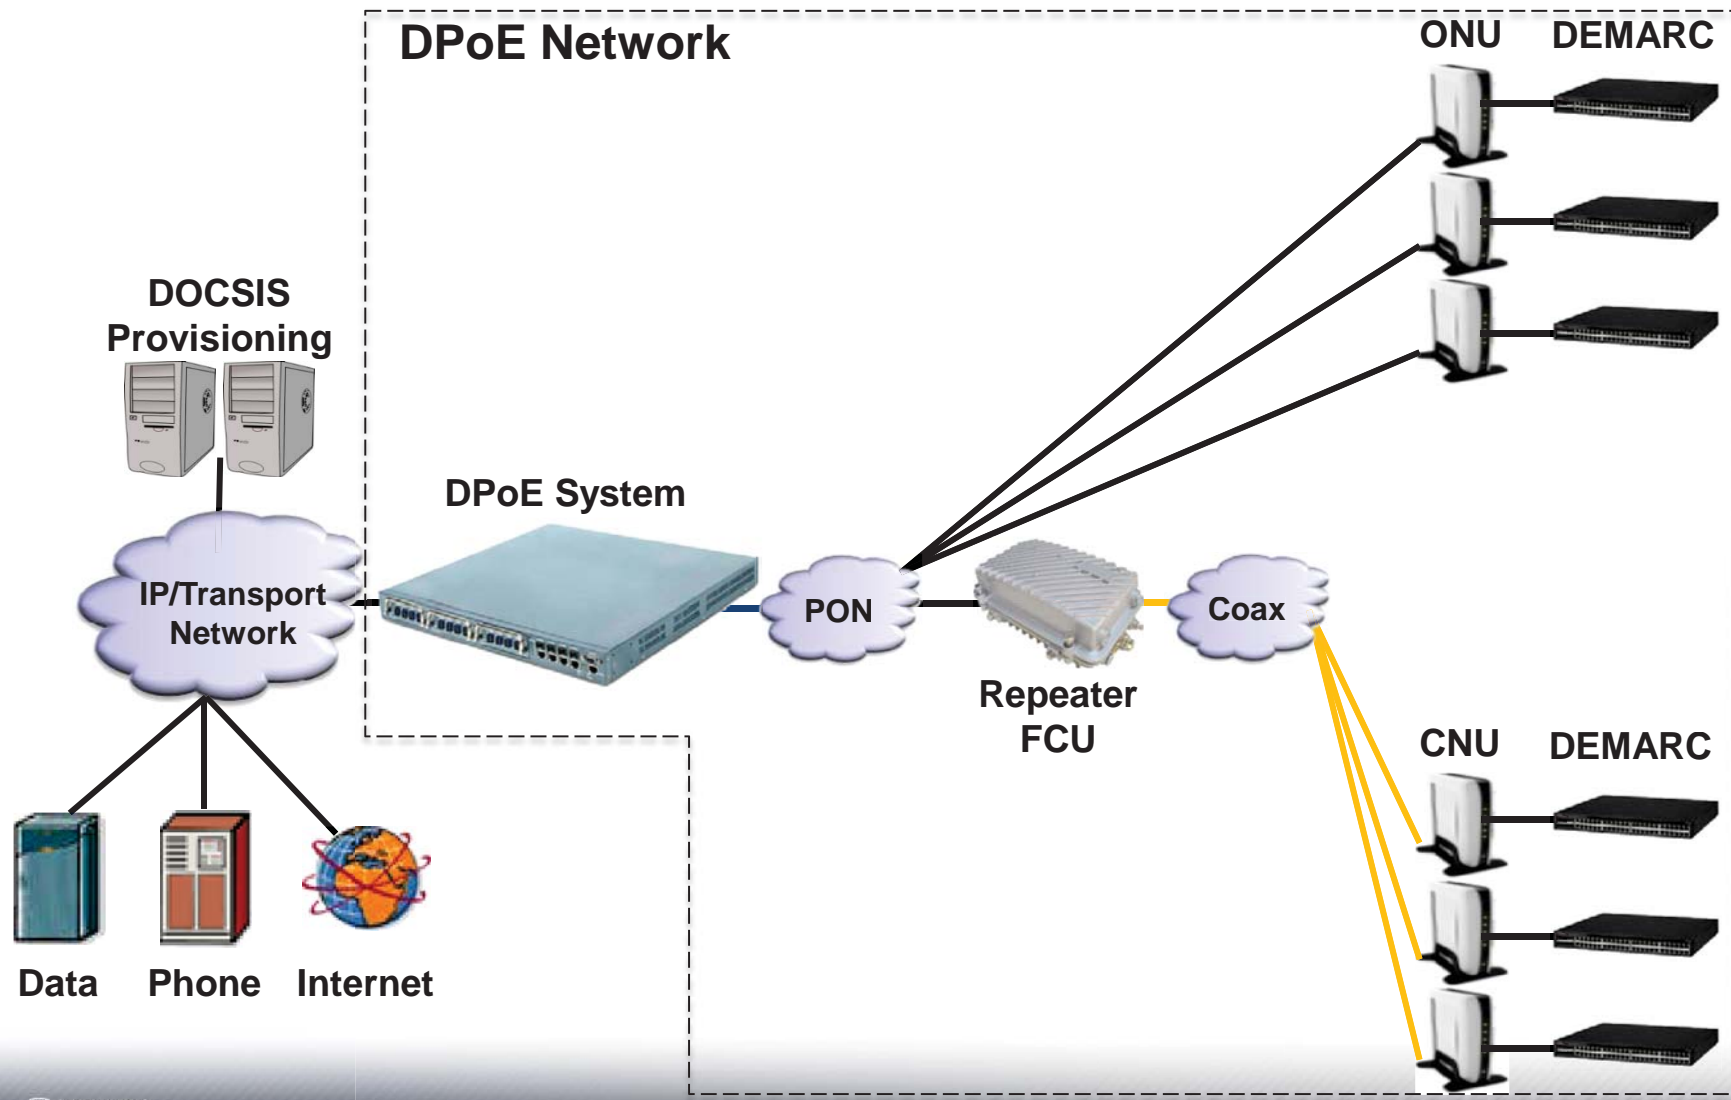 DPoE Network
ONU
DEMARC
DOCSIS
Provisioning
DPoE System
IP/Transport
Network
PON
Coax
Repeater
FCU
CNU
DEMARC
Data
Phone
Internet